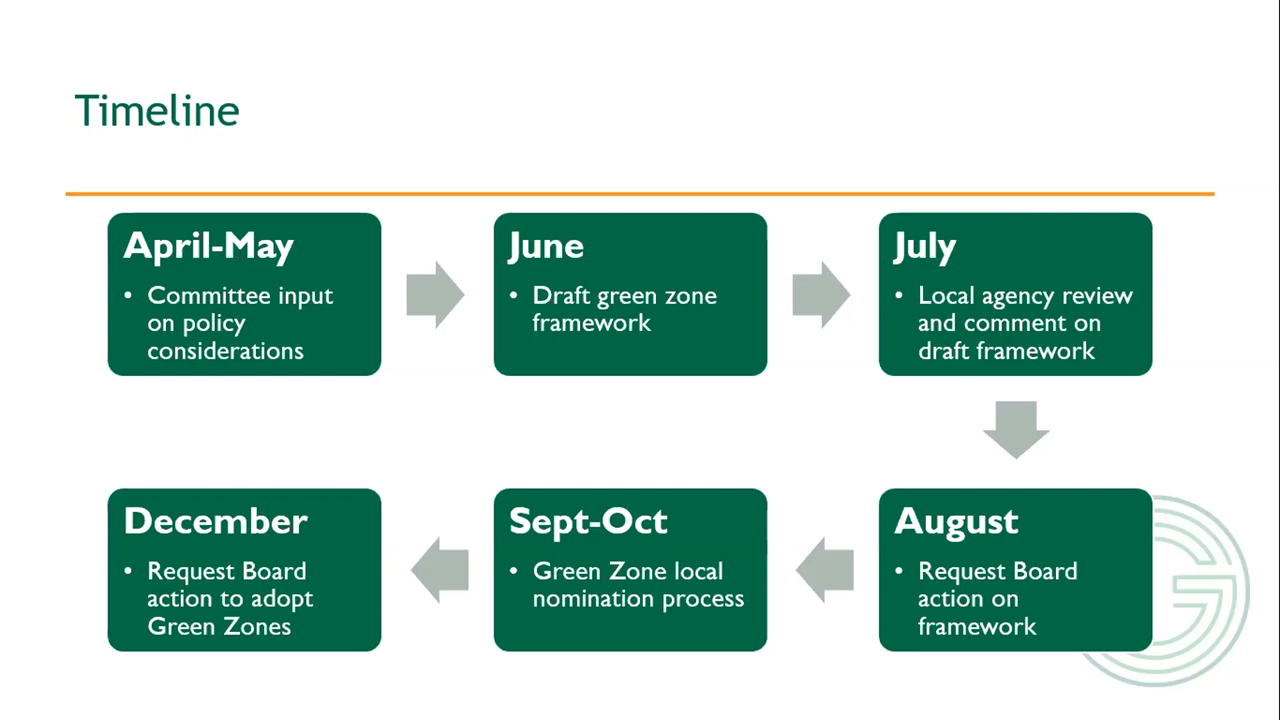 Timeline
April-May
• Committee input
on policy
considerations
June
• Draft green zone
framework
July
• Local agency review
and comment on
draft framework
August
• Request Board
action on
framework
Sept-Oct
• Green Zone local
nomination process
December
• Request Board
action to adopt
Green Zones